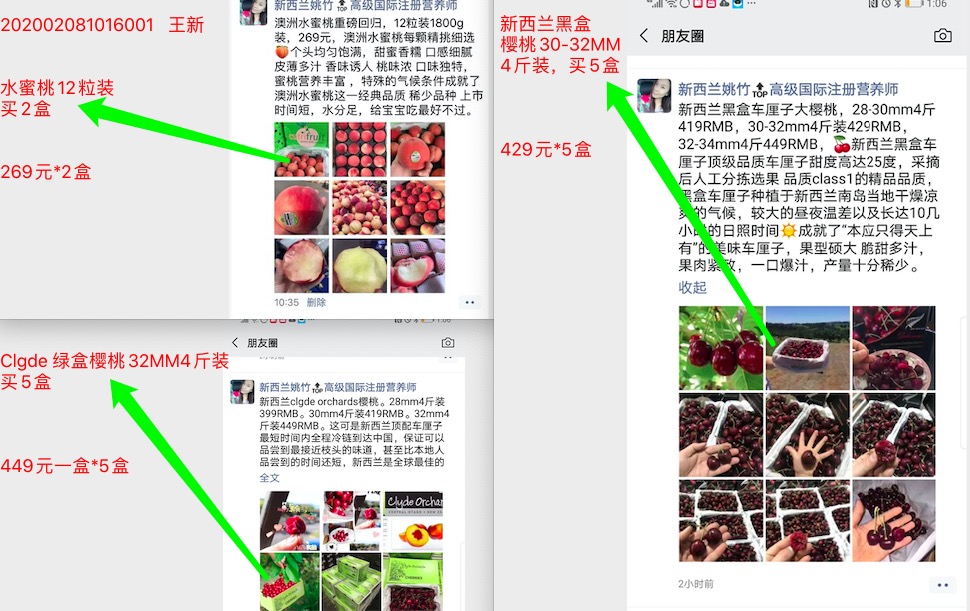 202002081016001 王新
水蜜桃12粒装
买2盒
269元*2盒
新西兰姚竹🔝高级国际注册营养师
澳洲水蜜桃重磅回归，12粒装1800g
装，269元，澳洲水蜜桃每颗精挑细选
🍑个头均匀饱满，甜蜜香糯 口感细腻
皮薄多汁 香味诱人 桃味浓 口味独特，
蜜桃营养丰富 ，特殊的气候条件成就了
澳洲水蜜桃这一经典品质 稀少品种 上市
时间短，水分足，给宝宝吃最好不过。
10:35 删除
朋友圈
Clgde 绿盒樱桃32MM4斤装
买5盒
449元一盒*5盒
新西兰姚竹🔝高级国际注册营养师
新西兰clgde orchards樱桃。28mm4斤装
399RMB。30mm4斤装419RMB。32mm4
斤装449RMB。这可是新西兰顶配车厘子
最短时间内全程冷链到达中国，保证可以
品尝到最接近枝头的味道，甚至比本地人
品尝到的时间还短，新西兰是全球最佳的
全文
Clyde Orchar
新西兰黑盒
樱桃30-32MM
4斤装，买5盒
429元*5盒
1:06
朋友圈
新西兰姚竹🔝高级国际注册营养师
新西兰黑盒车厘子大樱桃，28-30mm4斤
419RMB，30-32mm4斤装429RMB，
32-34mm4斤449RMB，🍒新西兰黑盒车
厘子顶级品质车厘子甜度高达25度，采摘
后人工分拣选果 品质class1的精品品质，
黑盒车厘子种植于新西兰南岛当地干燥凉
爽的气候，较大的昼夜温差以及长达10几
小时的日照时间☀️成就了“本应只得天上
有”的美味车厘子，果型硕大 脆甜多汁，
果肉紧致，一口爆汁，产量十分稀少。
收起
2小时前